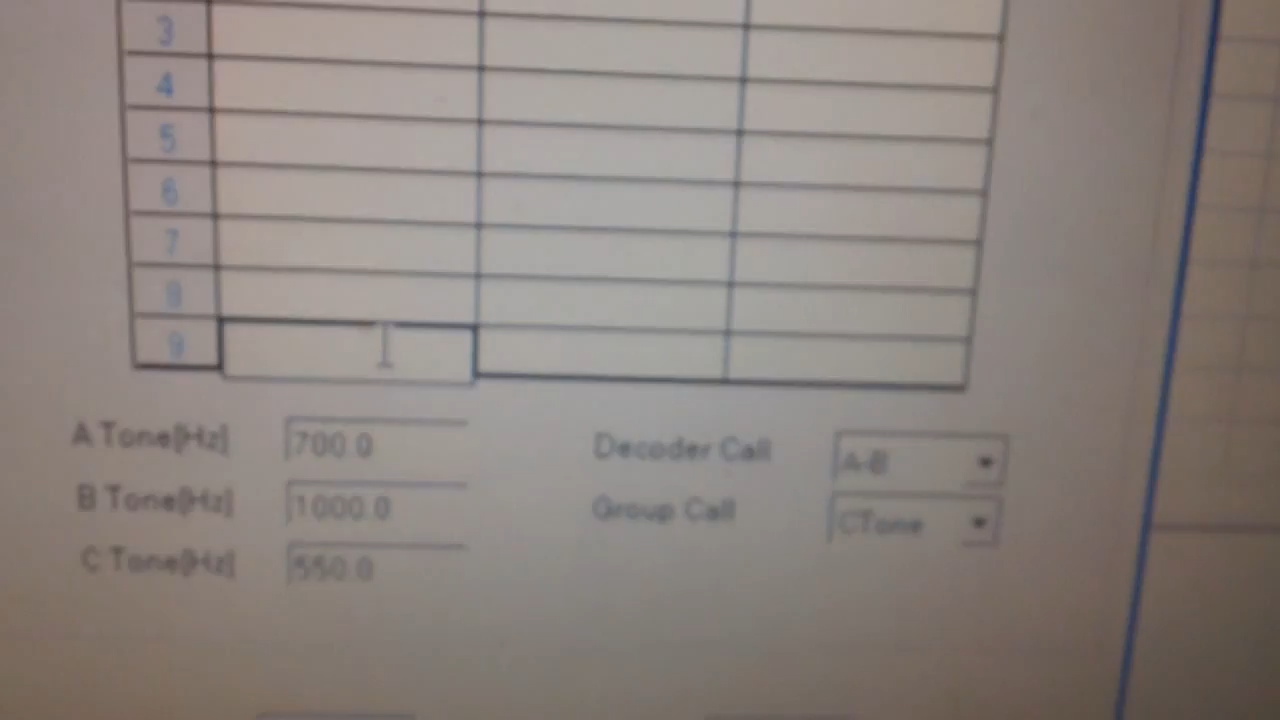 3
4
5
6
7
8
9
A Tone[Hz] 700.0 Decoder Call A-B
B Tone[Hz] 1000.0 Group Call CTone
C Tone[Hz] 550.0